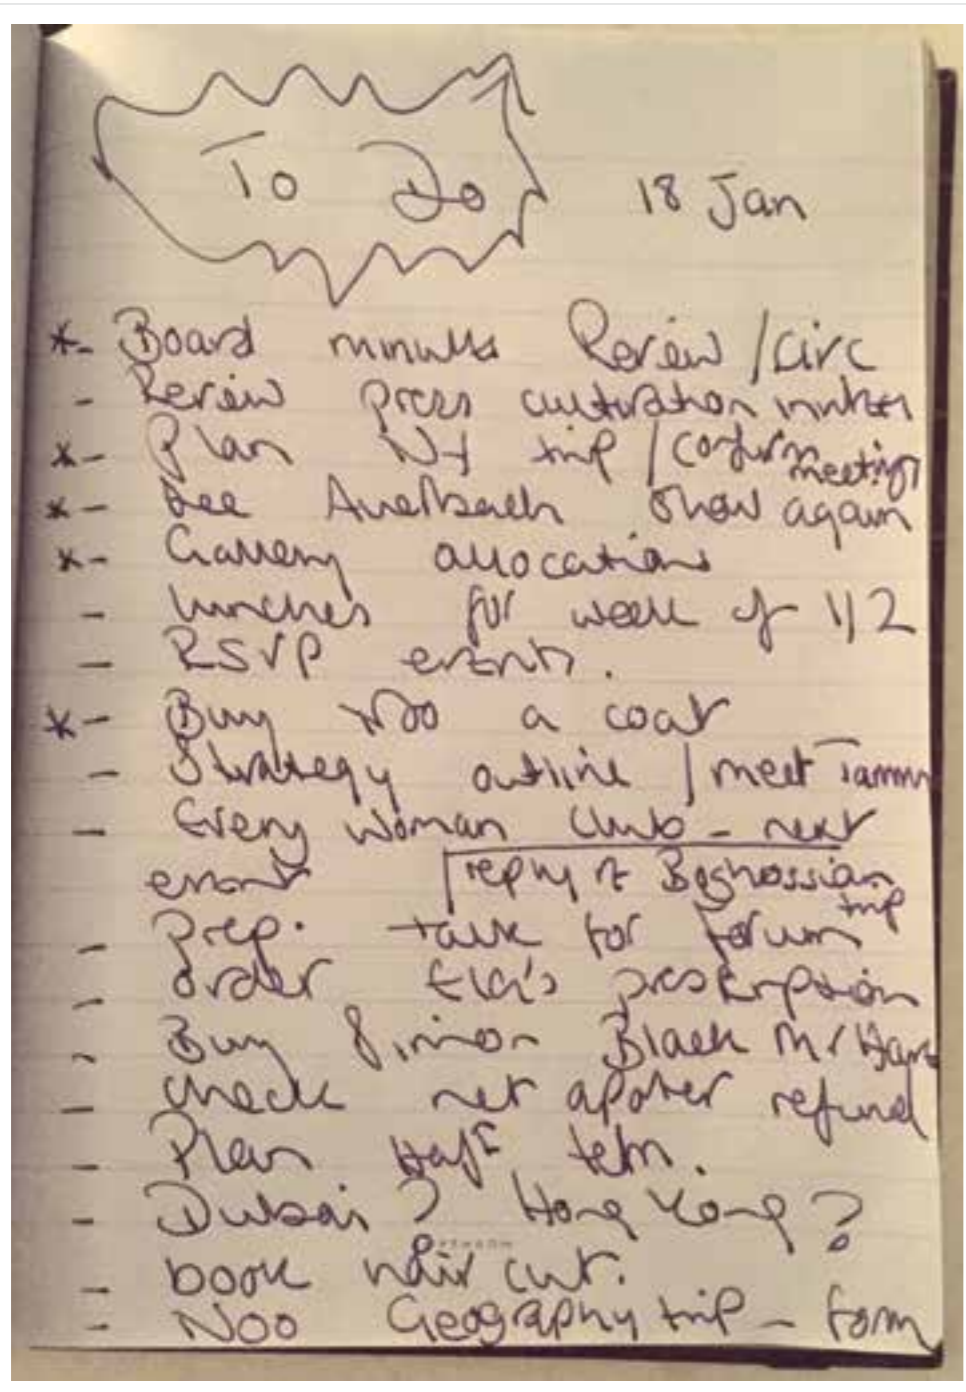 To Do
18 Jan
*- Board minutes Review / circ
- Review press cultivation
*- Plan NY trip / confirm meetings
*- See Auerbach show again
*- Gallery allocations
- lunches for week of 1/2
- RSVP events.
*- Buy Noo a coat
- Strategy outline / meet Tammy
- Every Woman Club - next
event reply to Boghossian trip
- Prep. talk for forum
- order Ela's prescription
- Buy Simon Black
- check net a porter refund
- Plan Half term.
- Dubai? Hong Kong?
- book hair cut.
- Noo Geography trip - form